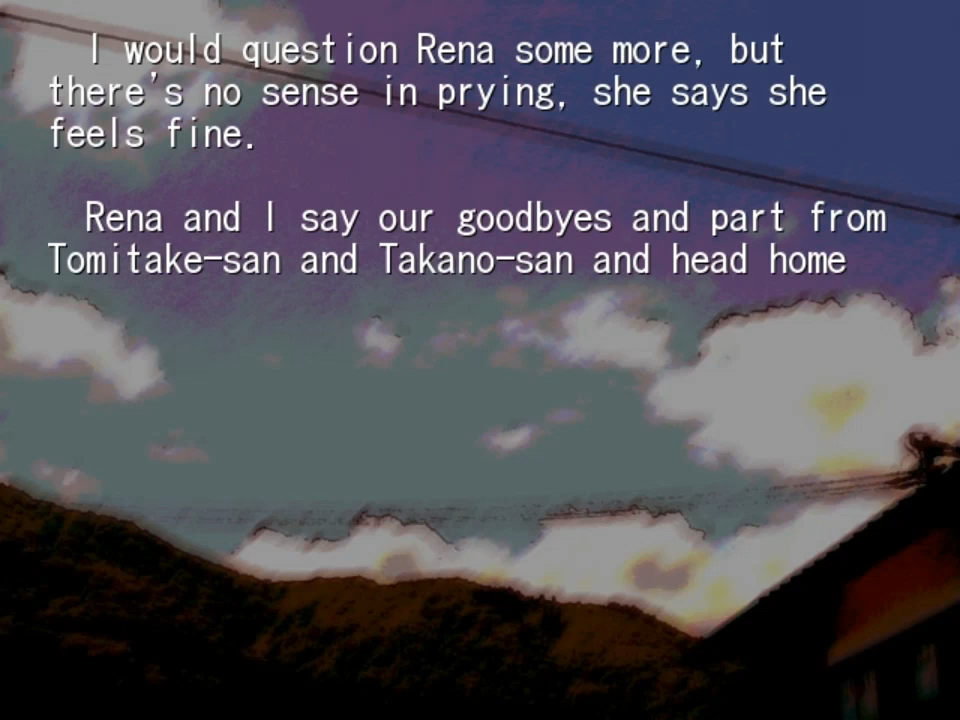 I would question Rena some more, but
there's no sense in prying, she says she
feels fine.
Rena and I say our goodbyes and part from
Tomitake-san and Takano-san and head home